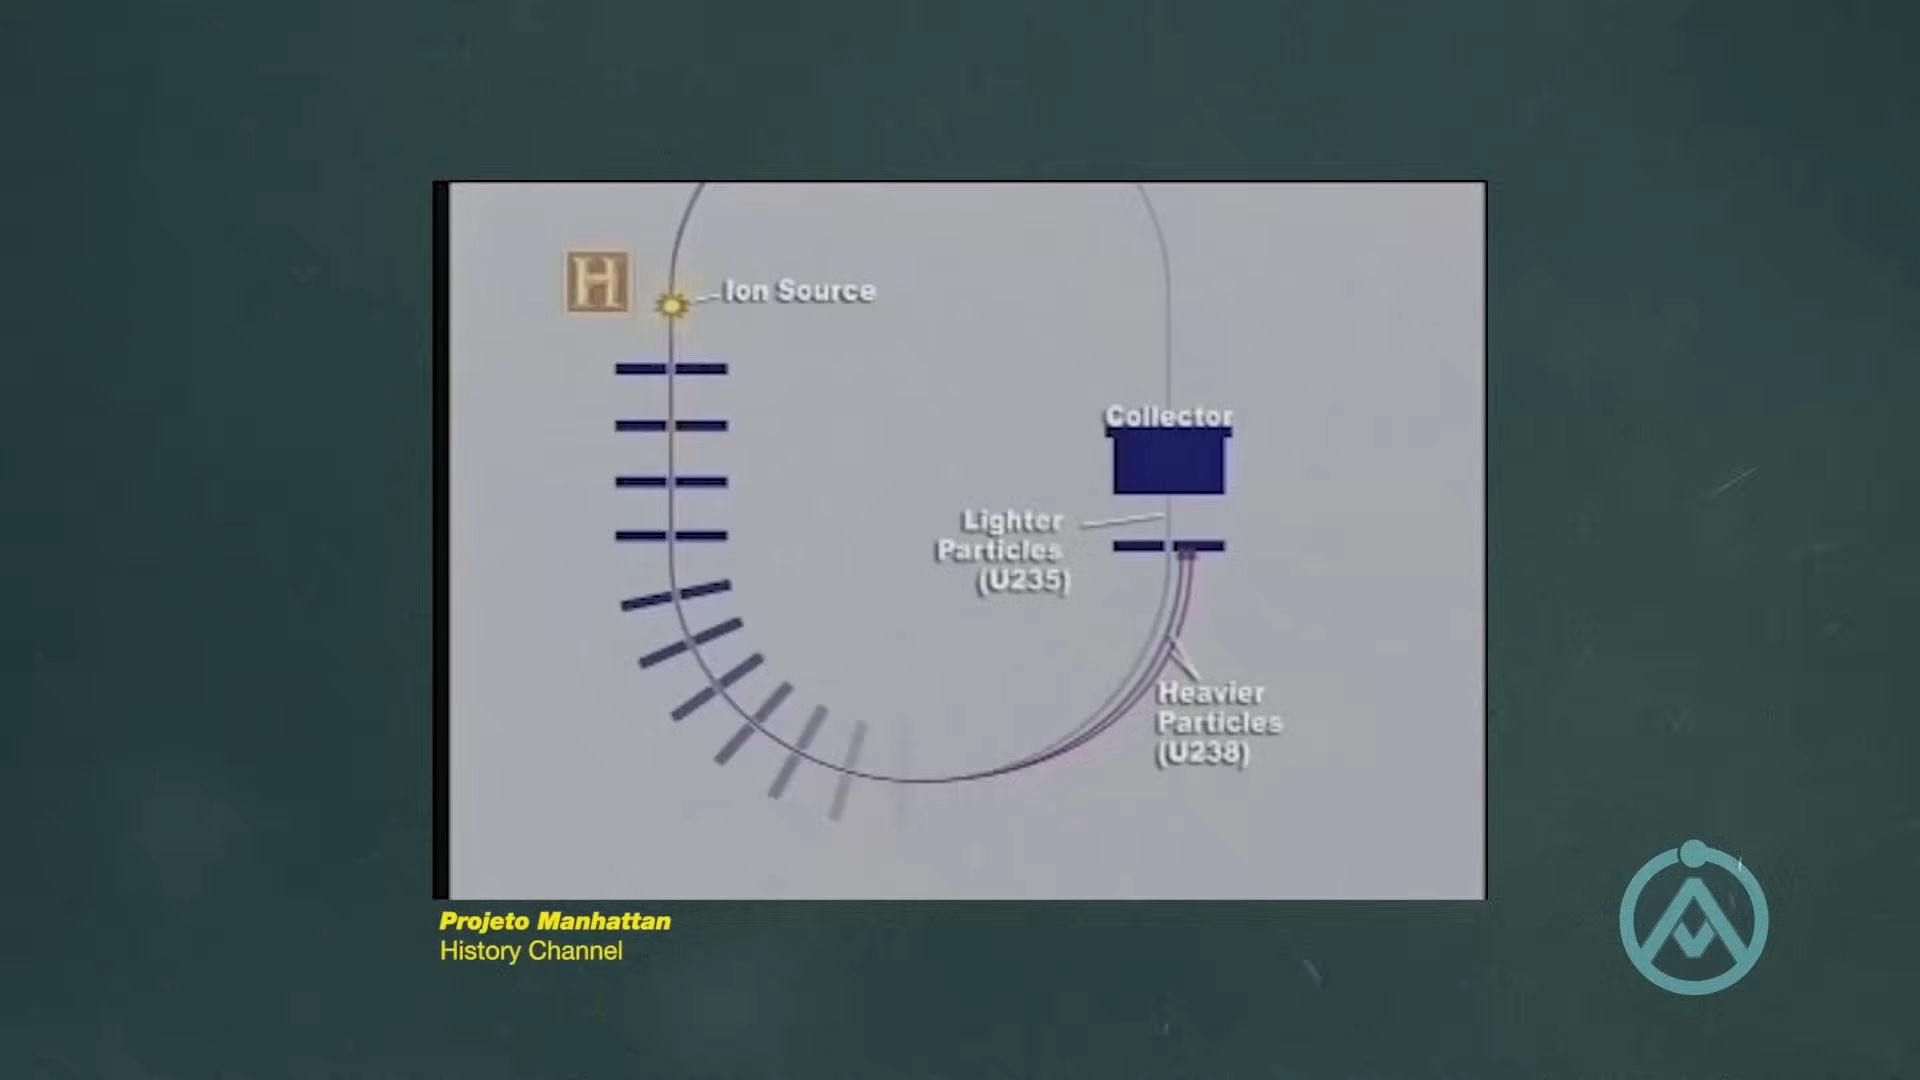 H
Ion Source
Collector
Lighter
Particles
(U235)
Heavier
Particles
(U238)
Projeto Manhattan
History Channel